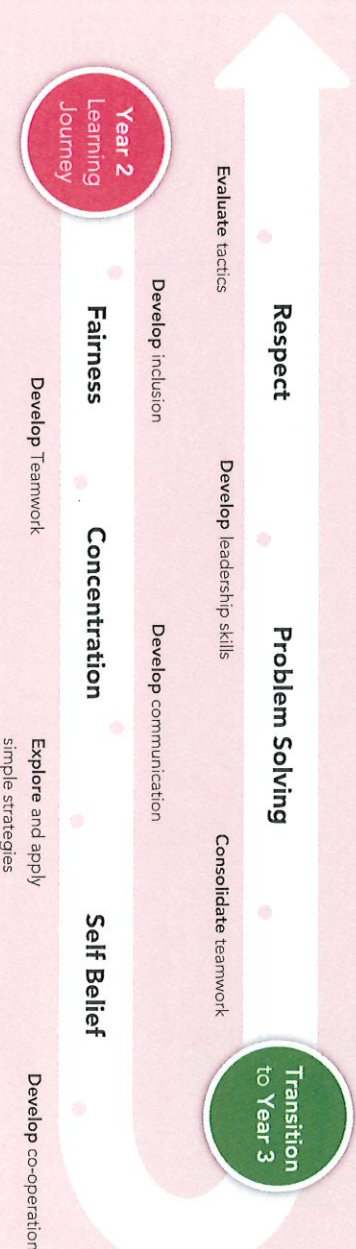 Respect
Problem Solving
Transition
to Year 3
Evaluate tactics
Develop leadership skills
Consolidate teamwork
Develop inclusion
Develop communication
Year 2
Learning
Journey
Fairness
Concentration
Self Belief
Develop Teamwork
Explore and apply
simple strategies
Develop co-operation